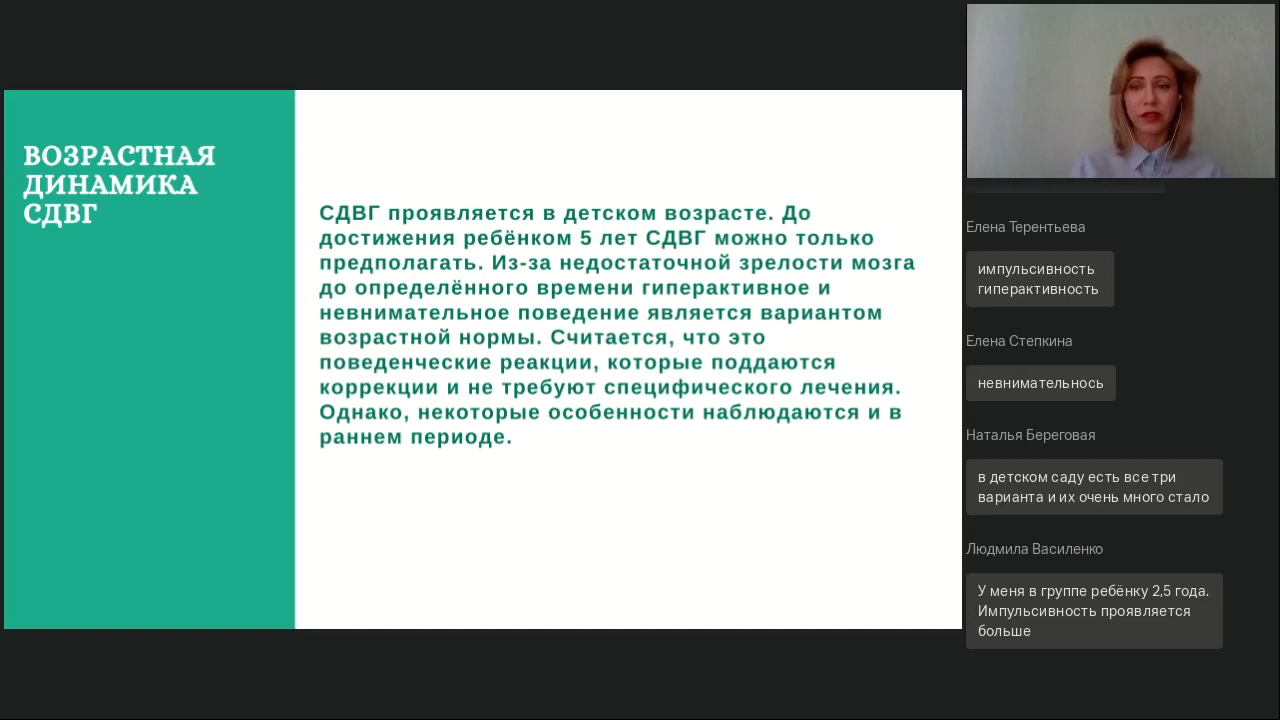 ВОЗРАСТНАЯ
ДИНАМИКА
СДВГ
СДВГ проявляется в детском возрасте. До
достижения ребёнком 5 лет СДВГ можно только
предполагать. Из-за недостаточной зрелости мозга
до определённого времени гиперактивное и
невнимательное поведение является вариантом
возрастной нормы. Считается, что это
поведенческие реакции, которые поддаются
коррекции и не требуют специфического лечения.
Однако, некоторые особенности наблюдаются и в
раннем периоде.
Елена Терентьева
импульсивность
гиперактивность
Елена Степкина
невнимательнось
Наталья Береговая
в детском саду есть все три
варианта и их очень много стало
Людмила Василенко
У меня в группе ребёнку 2,5 года.
Импульсивность проявляется
больше